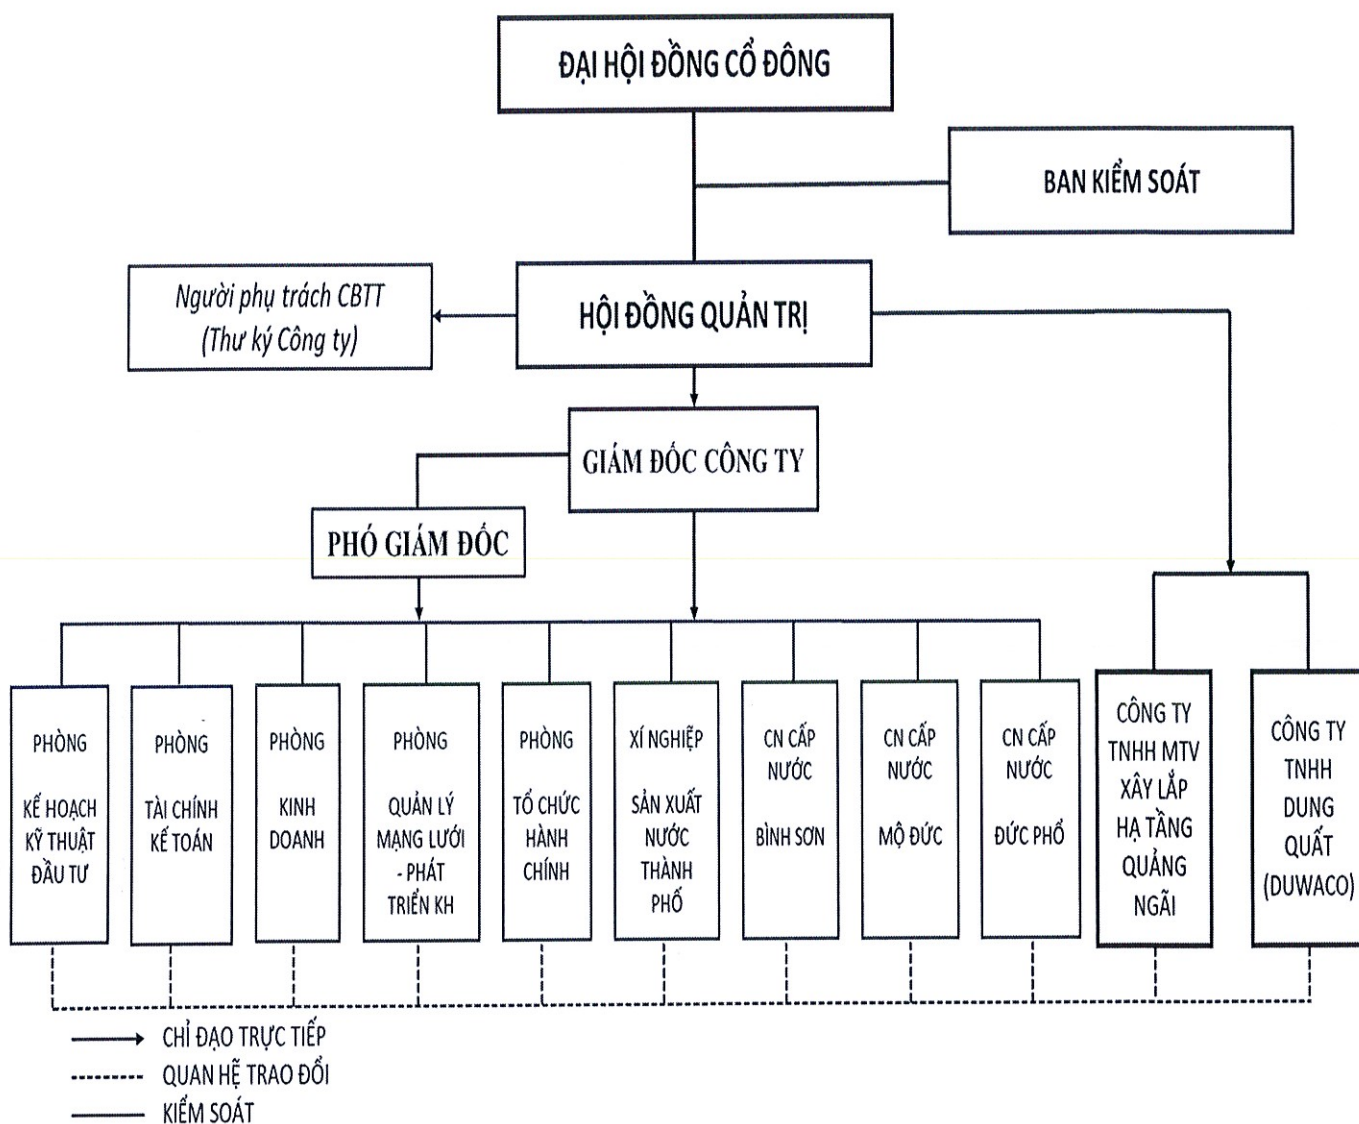 ĐẠI HỘI ĐỒNG CỔ ĐÔNG
BAN KIỂM SOÁT
Người phụ trách CBTT
(Thư ký Công ty)
HỘI ĐỒNG QUẢN TRỊ
GIÁM ĐỐC CÔNG TY
PHÓ GIÁM ĐỐC
PHÒNG
KẾ HOẠCH
KỸ THUẬT
ĐẦU TƯ
PHÒNG
TÀI CHÍNH
KẾ TOÁN
PHÒNG
KINH
DOANH
PHÒNG
QUẢN LÝ
MẠNG LƯỚI
- PHÁT
TRIỂN KH
PHÒNG
TỔ CHỨC
HÀNH
CHÍNH
XÍ NGHIỆP
SẢN XUẤT
NƯỚC
THÀNH
PHỐ
CN CẤP
NƯỚC
BÌNH SƠN
CN CẤP
NƯỚC
MỘ ĐỨC
CN CẤP
NƯỚC
ĐỨC PHỔ
CÔNG TY
TNHH MTV
XÂY LẮP
HẠ TẦNG
QUẢNG
NGÃI
CÔNG TY
TNHH
DUNG
QUẤT
(DUWACO)
CHỈ ĐẠO TRỰC TIẾP
QUAN HỆ TRAO ĐỔI
KIỂM SOÁT